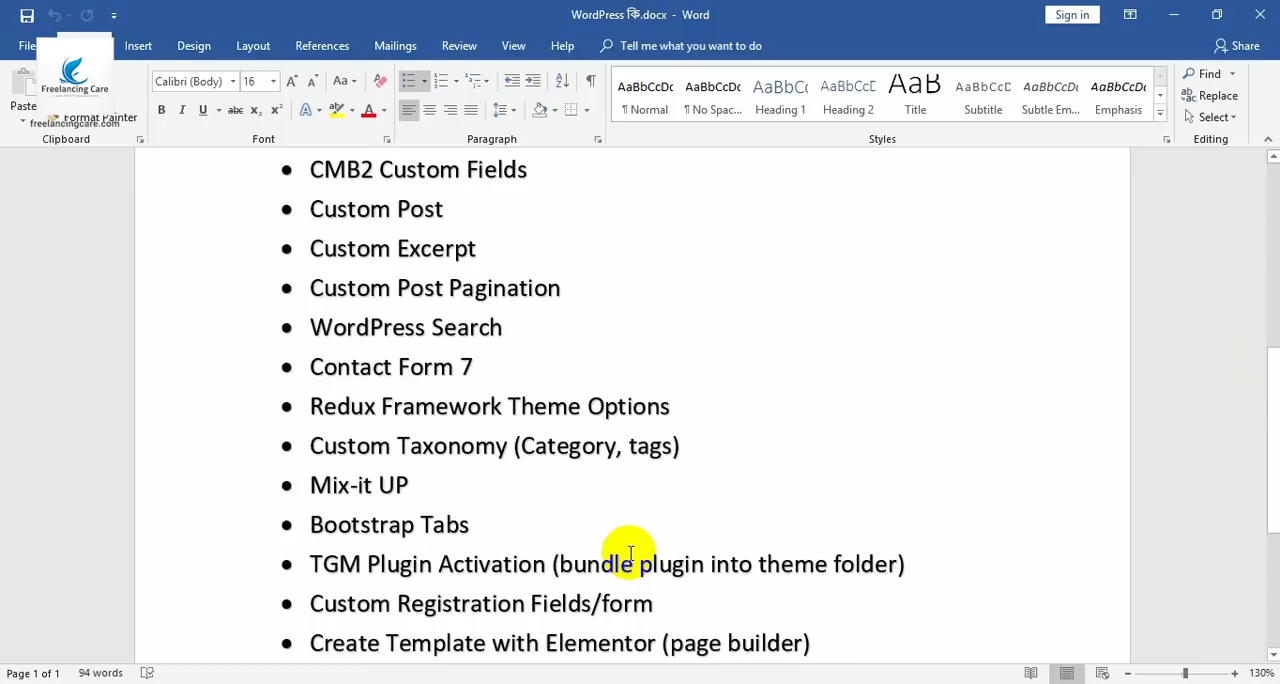 WordPress কি.docx - Word
Sign in
File
Insert
Design
Layout
References
Mailings
Review
View
Help
Tell me what you want to do
Share
Freelancing Care
freelancingcare.com
Paste
Format Painter
Clipboard
Calibri (Body)
16
Font
Paragraph
AaBbCcDc
AaBbCcDc
AaBbCc
AaBbCcD
AaB
AaBbCcD
AaBbCcDc
AaBbCcDc
¶ Normal
¶ No Spac...
Heading 1
Heading 2
Title
Subtitle
Subtle Em...
Emphasis
Styles
Find
Replace
Select
Editing
• CMB2 Custom Fields
• Custom Post
• Custom Excerpt
• Custom Post Pagination
• WordPress Search
• Contact Form 7
• Redux Framework Theme Options
• Custom Taxonomy (Category, tags)
• Mix-it UP
• Bootstrap Tabs
• TGM Plugin Activation (bundle plugin into theme folder)
• Custom Registration Fields/form
• Create Template with Elementor (page builder)
Page 1 of 1
94 words
130%